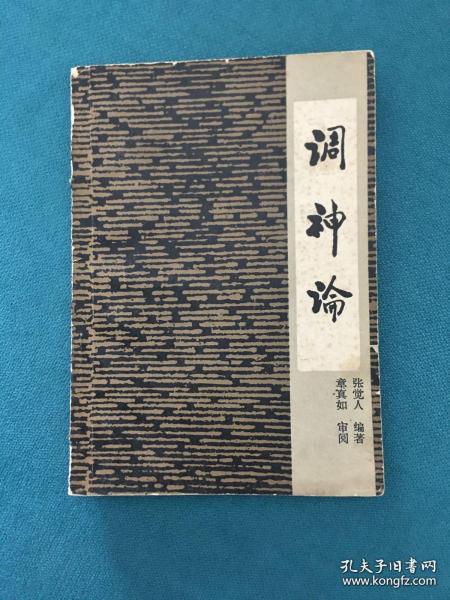 调神论
张觉人 编著
章真如 审阅
孔夫子旧书网
www.kongfz.com